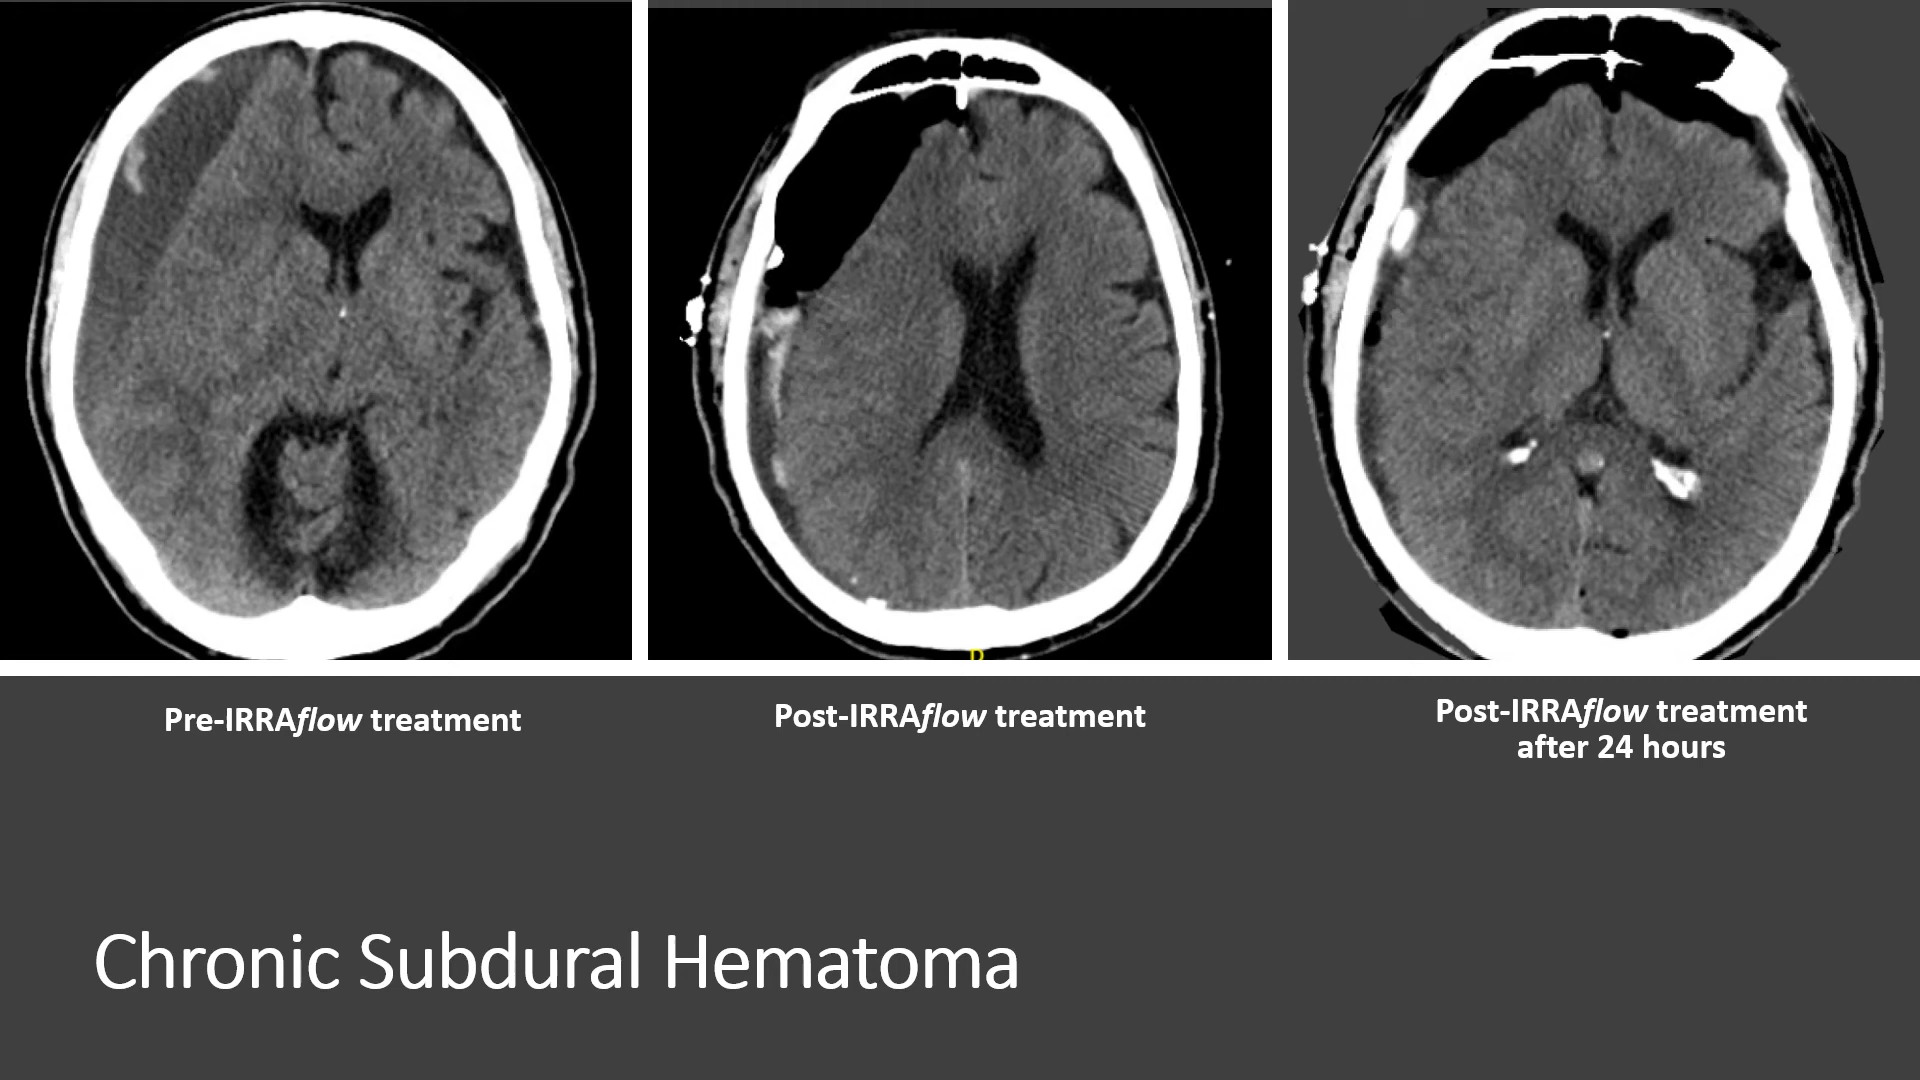 Pre-IRRAflow treatment
Post-IRRAflow treatment
Post-IRRAflow treatment
after 24 hours
Chronic Subdural Hematoma